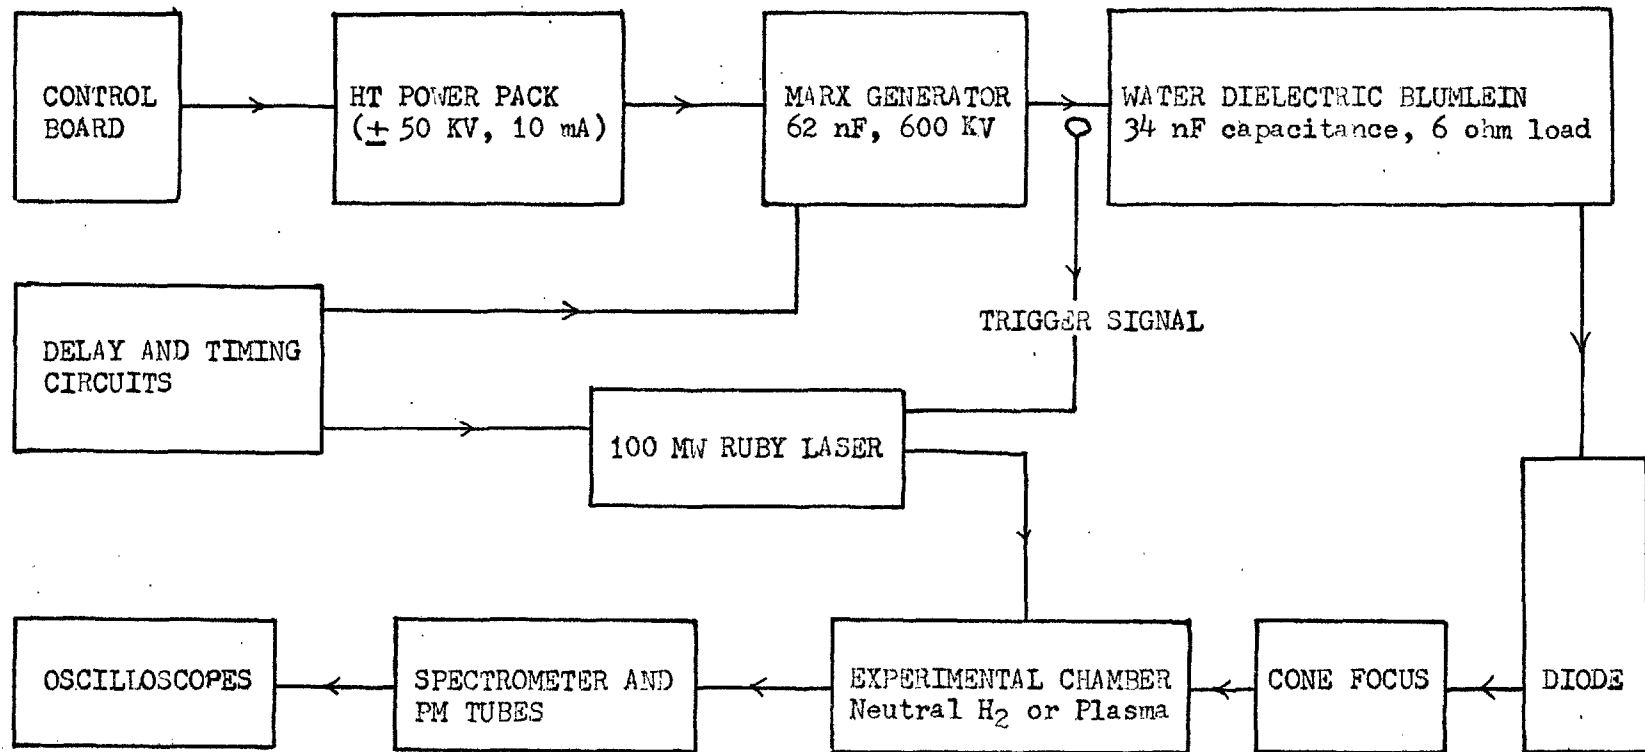 CONTROL
BOARD
HT POWER PACK
(± 50 KV, 10 mA)
MARX GENERATOR
62 nF, 600 KV
WATER DIELECTRIC BLUMLEIN
34 nF capacitance, 6 ohm load
TRIGGER SIGNAL
DELAY AND TIMING
CIRCUITS
100 MW RUBY LASER
OSCILLOSCOPES
SPECTROMETER AND
PM TUBES
EXPERIMENTAL CHAMBER
Neutral H₂ or Plasma
CONE FOCUS
DIODE